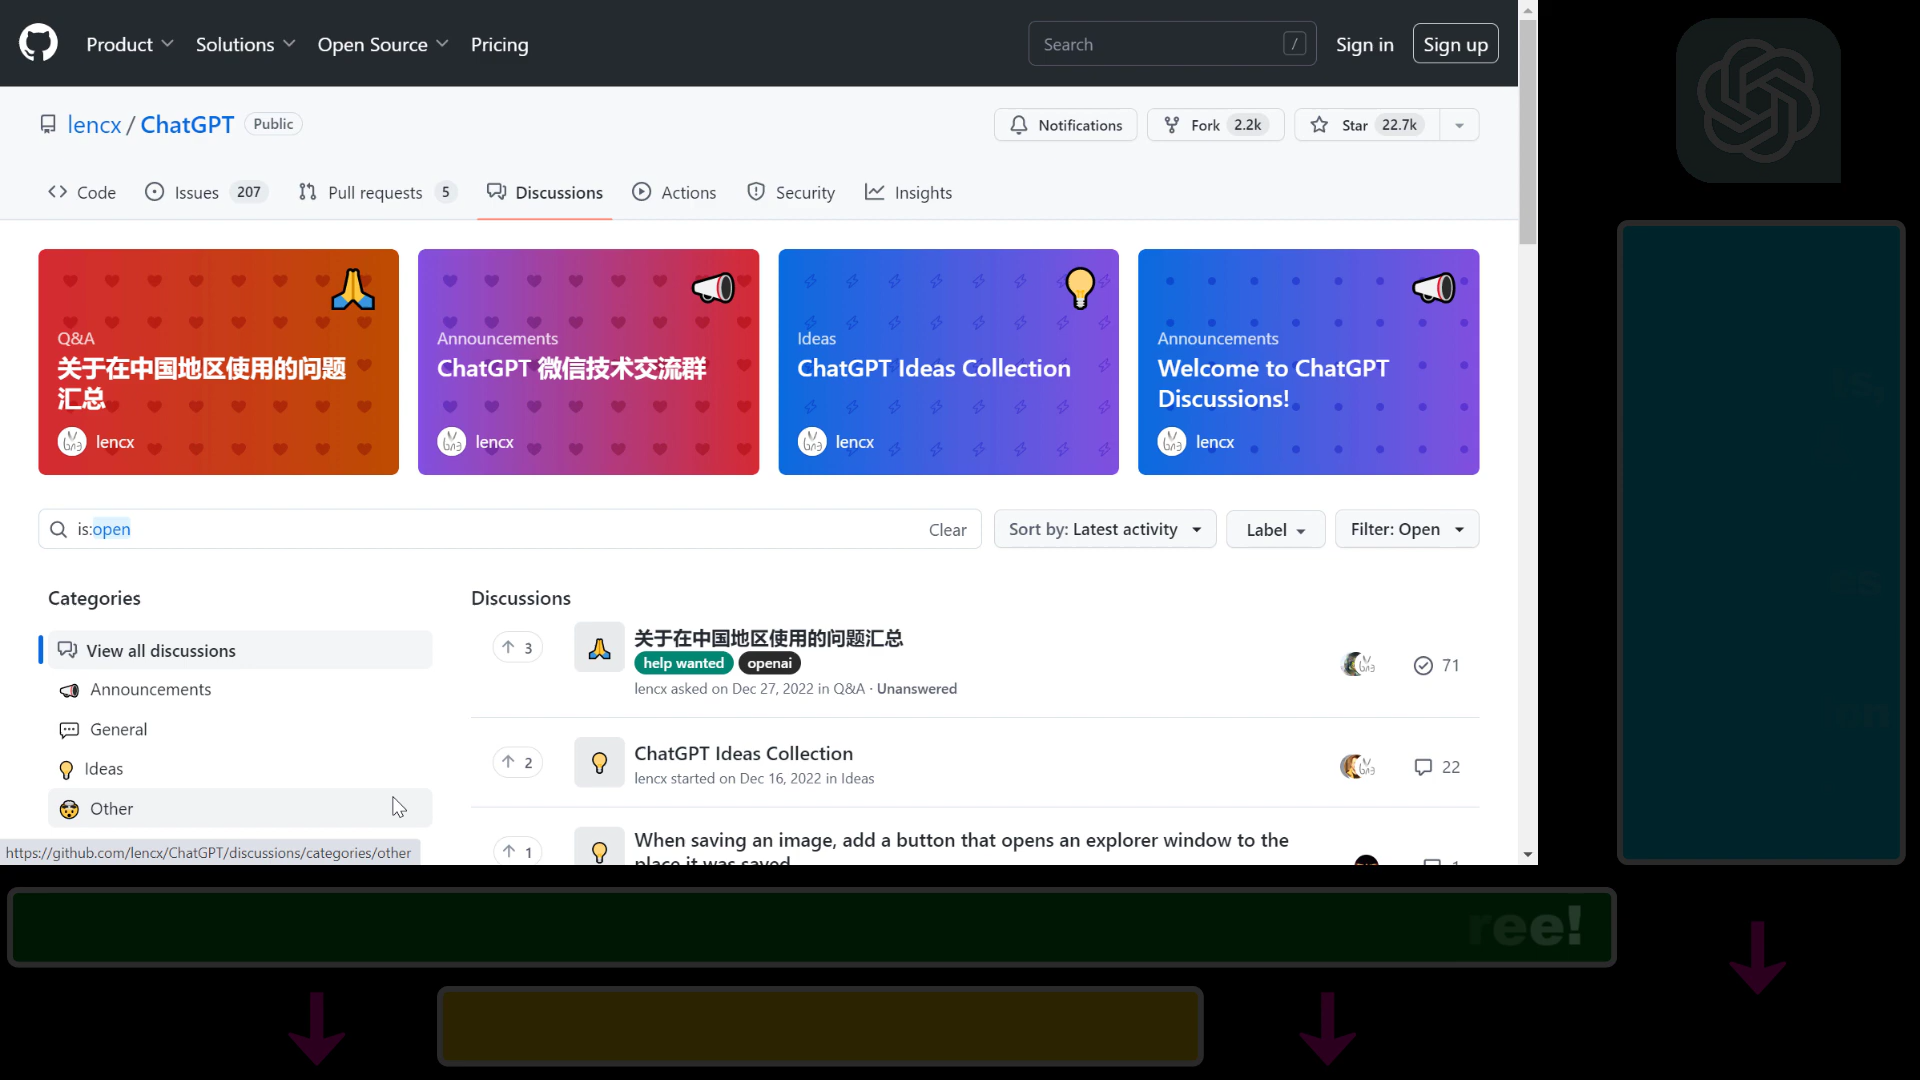 Product
Solutions
Open Source
Pricing
Search
/
Sign in
Sign up
lencx / ChatGPT
Public
Notifications
Fork 2.2k
Star 22.7k
Code
Issues 207
Pull requests 5
Discussions
Actions
Security
Insights
Q&A
关于在中国地区使用的问题
汇总
lencx
Announcements
ChatGPT 微信技术交流群
lencx
Ideas
ChatGPT Ideas Collection
lencx
Announcements
Welcome to ChatGPT
Discussions!
lencx
is:open
Clear
Sort by: Latest activity
Label
Filter: Open
Categories
View all discussions
Announcements
General
Ideas
Other
https://github.com/lencx/ChatGPT/discussions/categories/other
Discussions
3
关于在中国地区使用的问题汇总
help wanted openai
lencx asked on Dec 27, 2022 in Q&A · Unanswered
71
2
ChatGPT Ideas Collection
lencx started on Dec 16, 2022 in Ideas
22
1
When saving an image, add a button that opens an explorer window to the
place it was saved
ree!